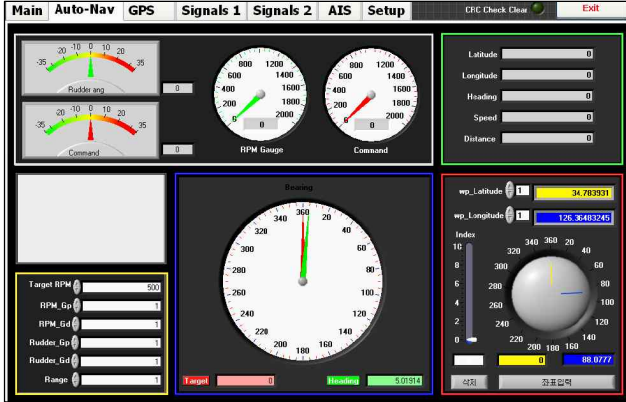 Main Auto-Nav GPS Signals 1 Signals 2 AIS Setup CRC Check Clear Exit
-35 -20 -10 0 10 20 35
Rudder ang
0
-35 -20 -10 0 10 20 35
Command
0
0 200 400 600 800 1200 1400 1600 1800 2000
0
RPM Gauge
0 200 400 600 800 1200 1400 1600 1800 2000
0
Command
Latitude 0
Longitude 0
Heading 0
Speed 0
Distance 0
Target RPM 500
RPM_Gp 1
RPM_Gd 1
Rudder_Gp 1
Rudder_Gd 1
Range 1
Bearing
360 20 40 60 80 100 120 140 160 180 200 220 240 260 280 300 320 340
Target 0 Heading 5.01914
wp_Latitude 1 34.783931
wp_Longitude 1 126.36483245
Index
10 8 6 4 2 0
360 20 40 60 80 100 120 140 160 180 200 220 240 260 280 300 320 340
0 88.0777
삭제 좌표입력